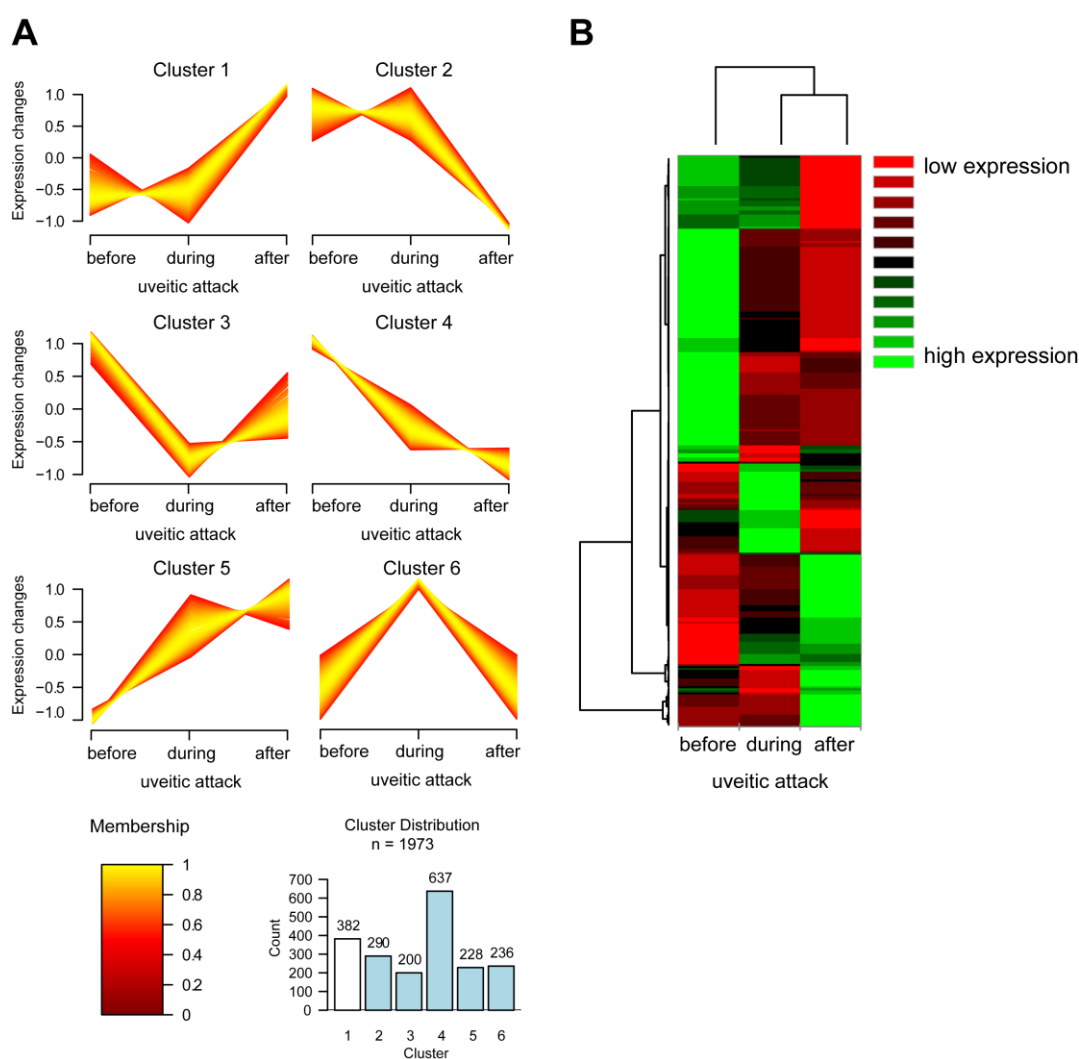 A
B
Cluster 1
Cluster 2
Expression changes
1.0
0.5
0.0
−0.5
−1.0
before during after
before during after
uveitic attack
uveitic attack
Cluster 3
Cluster 4
Expression changes
1.0
0.5
0.0
−0.5
−1.0
before during after
before during after
uveitic attack
uveitic attack
Cluster 5
Cluster 6
Expression changes
1.0
0.5
0.0
−0.5
−1.0
before during after
before during after
uveitic attack
uveitic attack
Membership
1
0.8
0.6
0.4
0.2
0
Cluster Distribution
n = 1973
Count
700
600
500
400
300
200
100
0
382
290
200
637
228
236
1 2 3 4 5 6
Cluster
low expression
high expression
before during after
uveitic attack